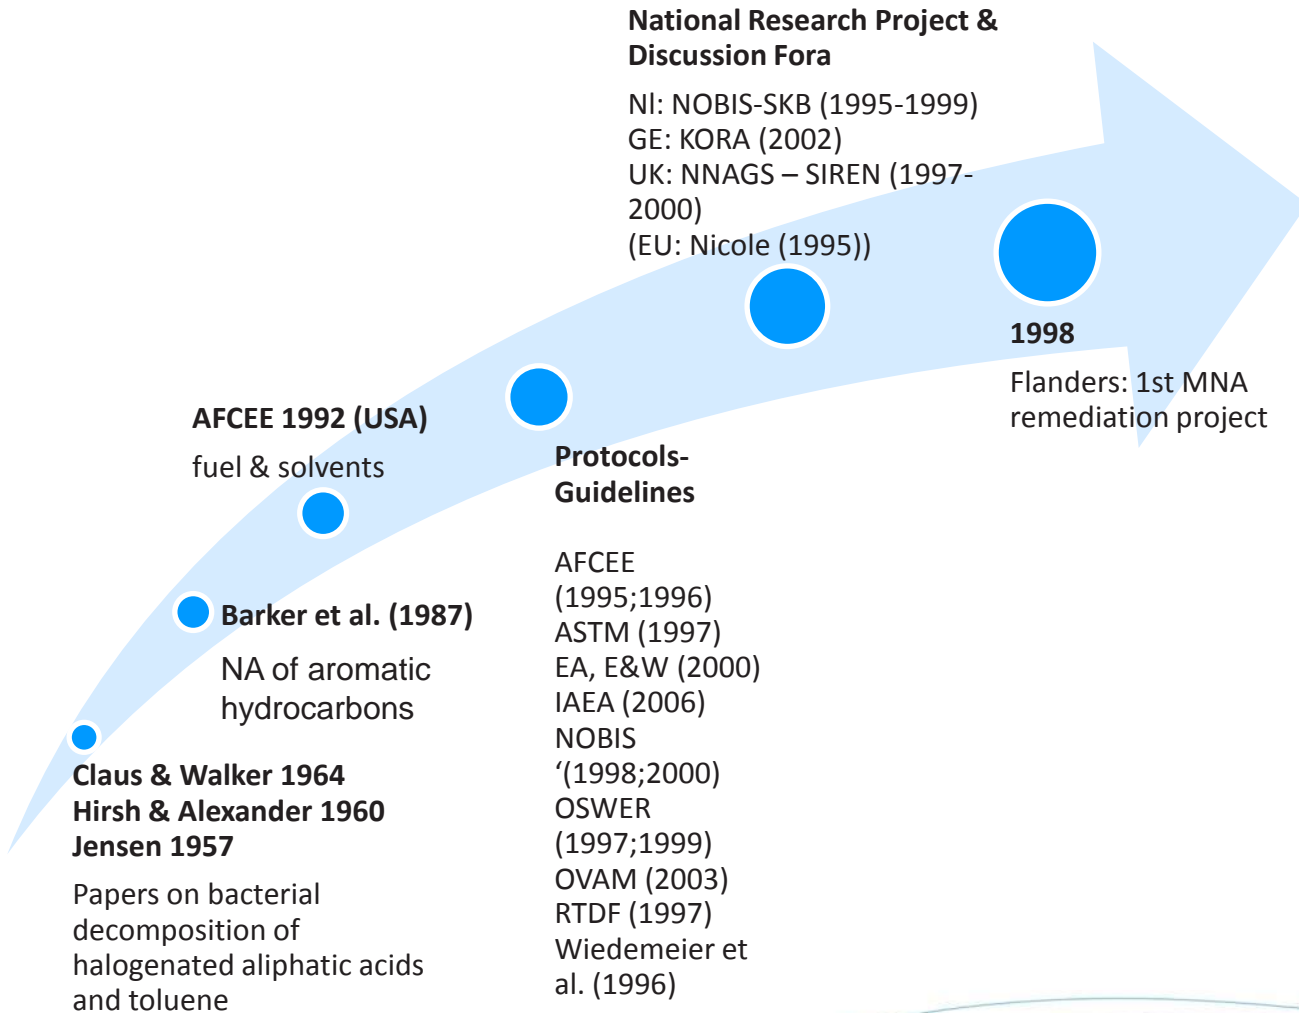 National Research Project &
Discussion Fora
Nl: NOBIS-SKB (1995-1999)
GE: KORA (2002)
UK: NNAGS – SIREN (1997-
2000)
(EU: Nicole (1995))
1998
Flanders: 1st MNA
remediation project
AFCEE 1992 (USA)
fuel & solvents
Protocols-
Guidelines
AFCEE
(1995;1996)
ASTM (1997)
EA, E&W (2000)
IAEA (2006)
NOBIS
‘(1998;2000)
OSWER
(1997;1999)
OVAM (2003)
RTDF (1997)
Wiedemeier et
al. (1996)
Barker et al. (1987)
NA of aromatic
hydrocarbons
Claus & Walker 1964
Hirsh & Alexander 1960
Jensen 1957
Papers on bacterial
decomposition of
halogenated aliphatic acids
and toluene